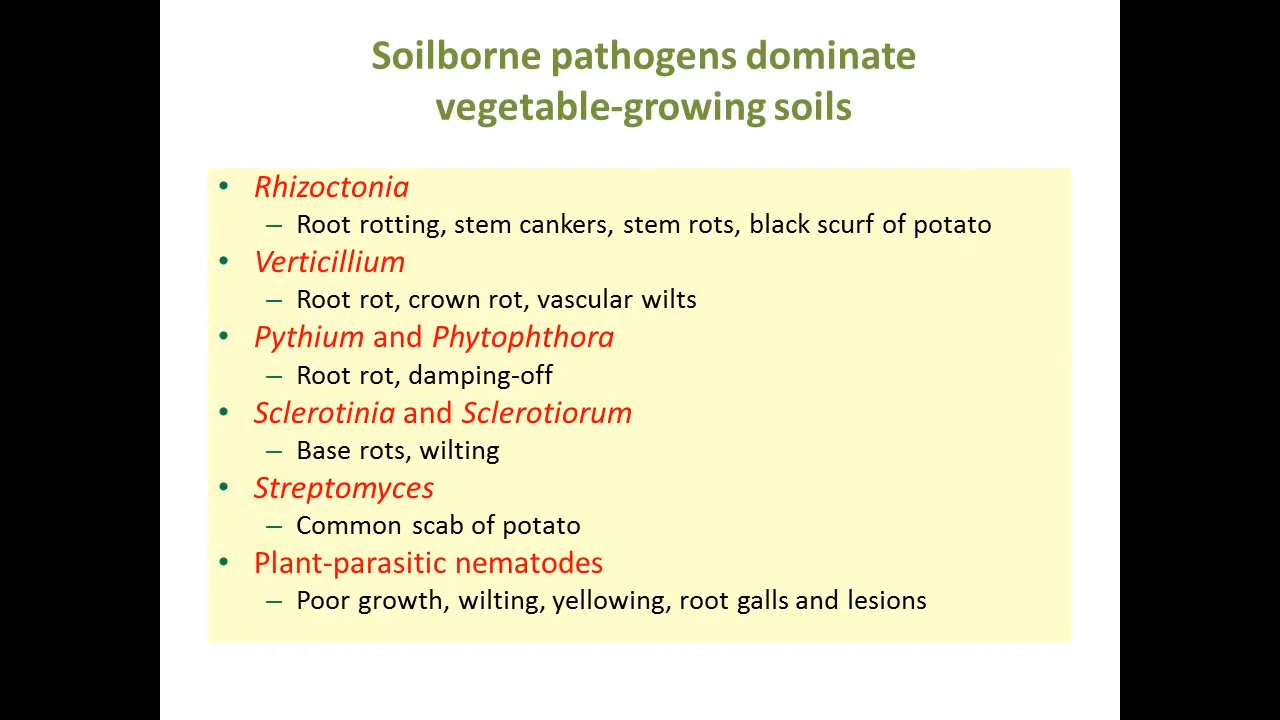 Soilborne pathogens dominate
vegetable-growing soils
• Rhizoctonia
– Root rotting, stem cankers, stem rots, black scurf of potato
• Verticillium
– Root rot, crown rot, vascular wilts
• Pythium and Phytophthora
– Root rot, damping-off
• Sclerotinia and Sclerotiorum
– Base rots, wilting
• Streptomyces
– Common scab of potato
• Plant-parasitic nematodes
– Poor growth, wilting, yellowing, root galls and lesions